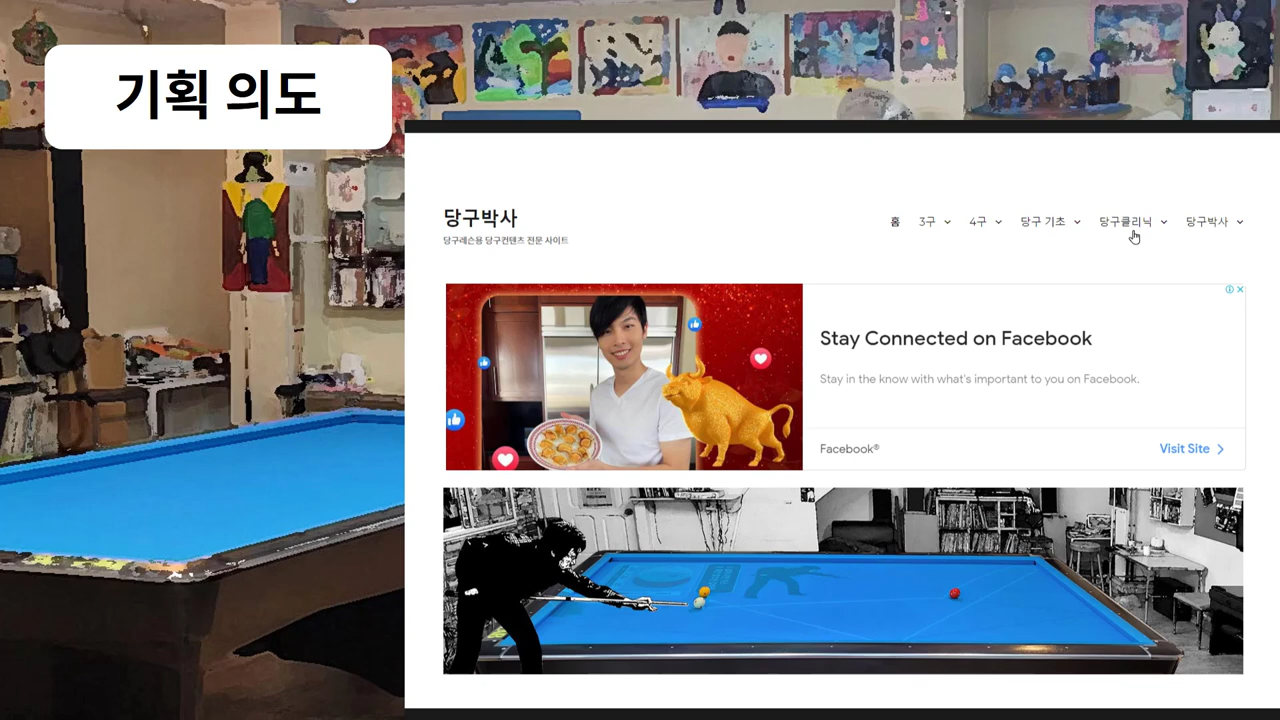 기획 의도
당구박사
당구레슨용 당구컨텐츠 전문 사이트
홈 3구 4구 당구 기초 당구클리닉 당구박사
Stay Connected on Facebook
Stay in the know with what's important to you on Facebook.
Facebook®
Visit Site